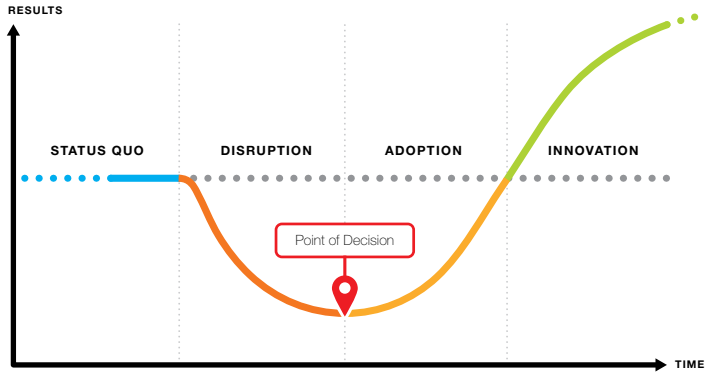 RESULTS
STATUS QUO
DISRUPTION
ADOPTION
INNOVATION
Point of Decision
TIME